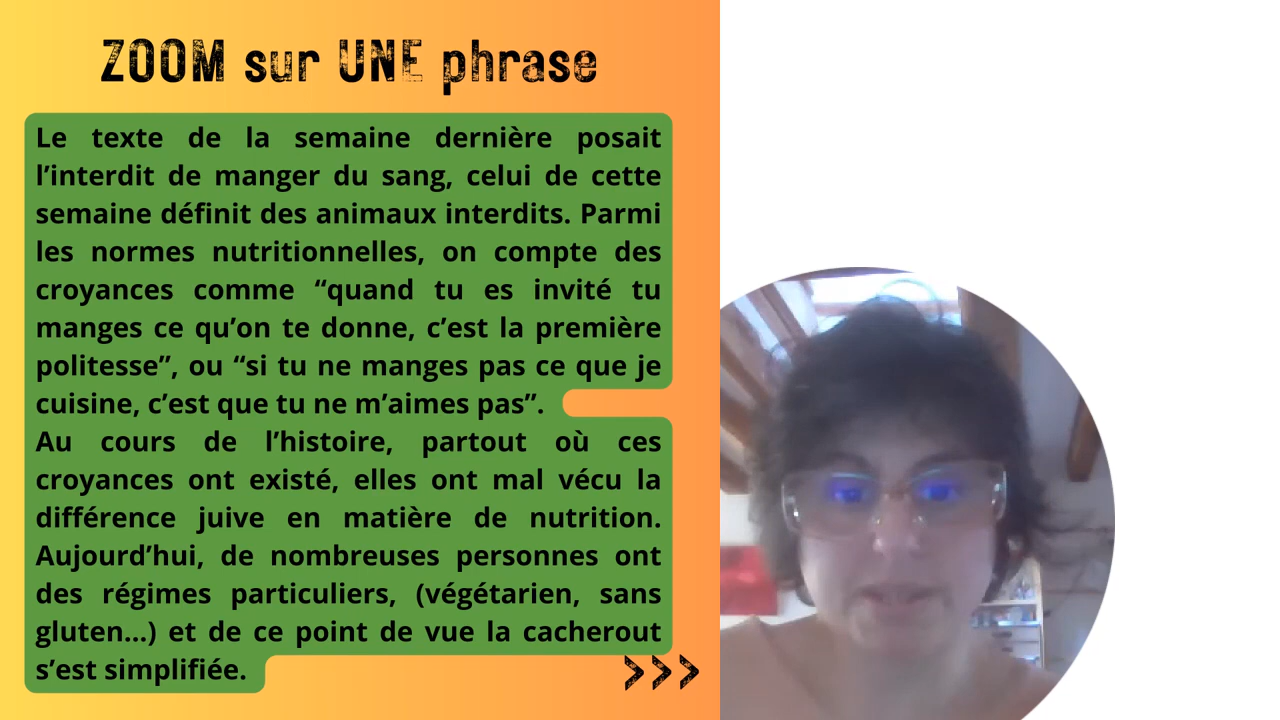 ZOOM sur UNE phrase
Le texte de la semaine dernière posait
l’interdit de manger du sang, celui de cette
semaine définit des animaux interdits. Parmi
les normes nutritionnelles, on compte des
croyances comme “quand tu es invité tu
manges ce qu’on te donne, c’est la première
politesse”, ou “si tu ne manges pas ce que je
cuisine, c’est que tu ne m’aimes pas”.
Au cours de l’histoire, partout où ces
croyances ont existé, elles ont mal vécu la
différence juive en matière de nutrition.
Aujourd’hui, de nombreuses personnes ont
des régimes particuliers, (végétarien, sans
gluten...) et de ce point de vue la cacherout
s’est simplifiée.
>>>